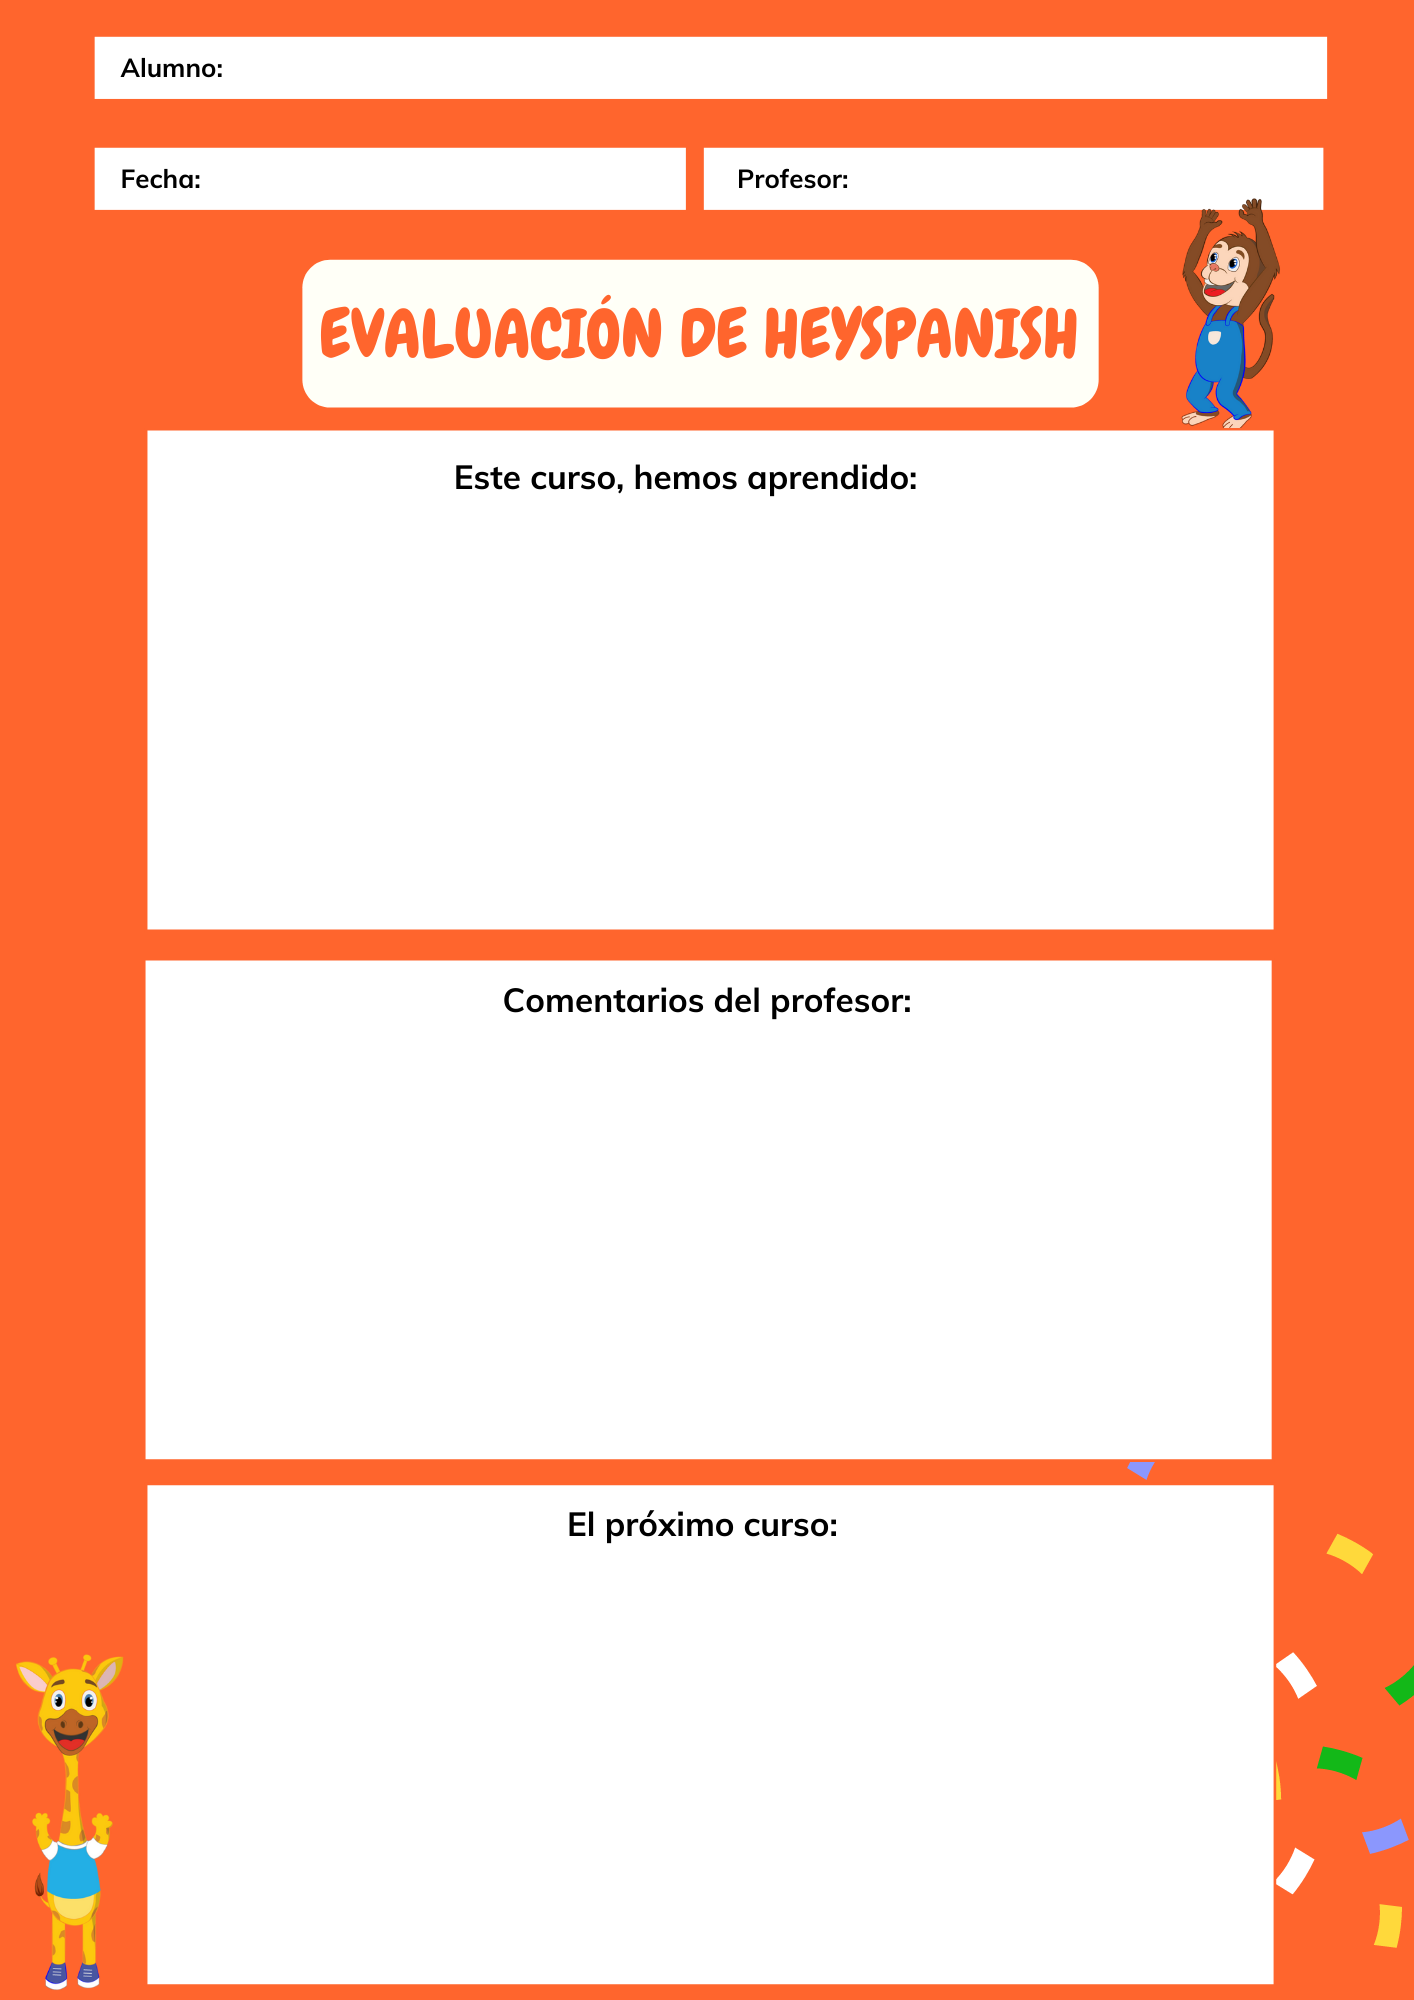 Alumno:
Fecha:
Profesor:
EVALUACIÓN DE HEYSPANISH
Este curso, hemos aprendido:
Comentarios del profesor:
El próximo curso: